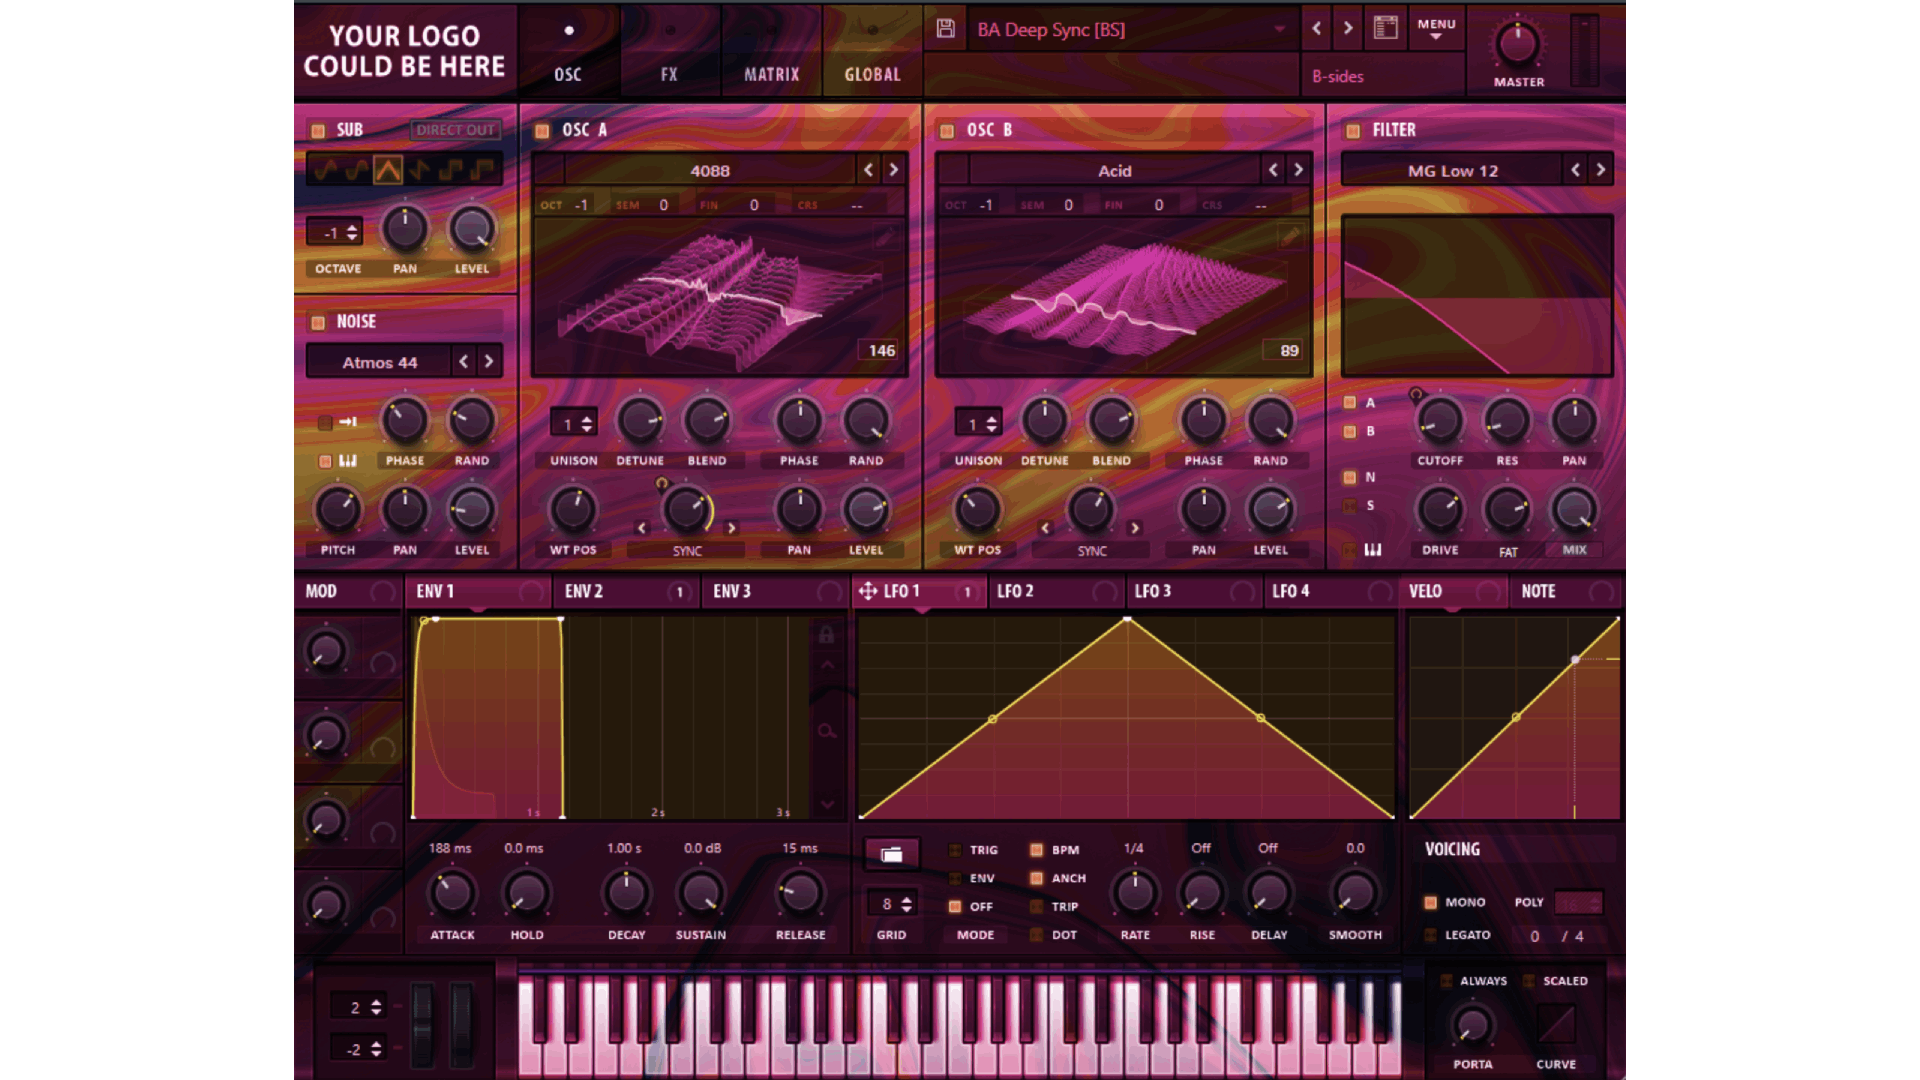 YOUR LOGO
COULD BE HERE
OSC
FX
MATRIX
GLOBAL
BA Deep Sync [BS]
B-sides
MENU
MASTER
SUB
DIRECT OUT
-1
OCTAVE
PAN
LEVEL
NOISE
Atmos 44
PHASE
RAND
PITCH
PAN
LEVEL
OSC A
4088
OCT -1 SEM 0 FIN 0 CRS --
146
1
UNISON
DETUNE
BLEND
PHASE
RAND
WT POS
SYNC
PAN
LEVEL
OSC B
Acid
OCT -1 SEM 0 FIN 0 CRS --
89
1
UNISON
DETUNE
BLEND
PHASE
RAND
WT POS
SYNC
PAN
LEVEL
FILTER
MG Low 12
A
B
N
S
CUTOFF
RES
PAN
DRIVE
FAT
MIX
MOD
ENV 1
ENV 2
1
ENV 3
LFO 1
1
LFO 2
LFO 3
LFO 4
VELO
NOTE
1s
2s
3s
188 ms
0.0 ms
1.00 s
0.0 dB
15 ms
ATTACK
HOLD
DECAY
SUSTAIN
RELEASE
8
GRID
TRIG
ENV
OFF
MODE
BPM
ANCH
TRIP
DOT
1/4
Off
Off
0.0
RATE
RISE
DELAY
SMOOTH
VOICING
MONO
POLY
16
LEGATO
0 / 4
2
-2
ALWAYS
SCALED
PORTA
CURVE